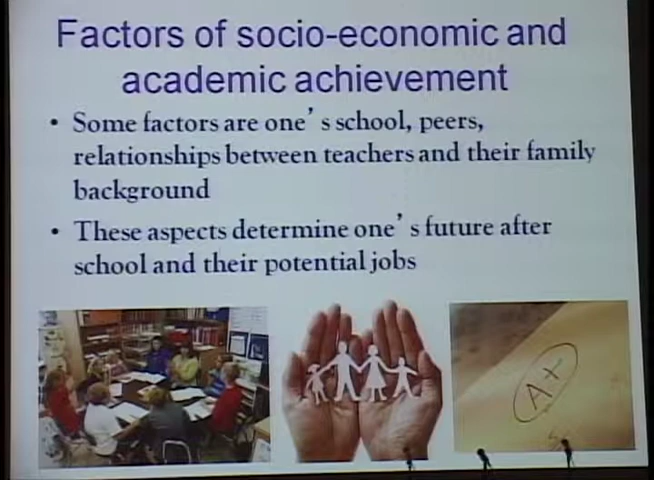 Factors of socio-economic and
academic achievement
• Some factors are one's school, peers,
relationships between teachers and their family
background
• These aspects determine one's future after
school and their potential jobs
A+